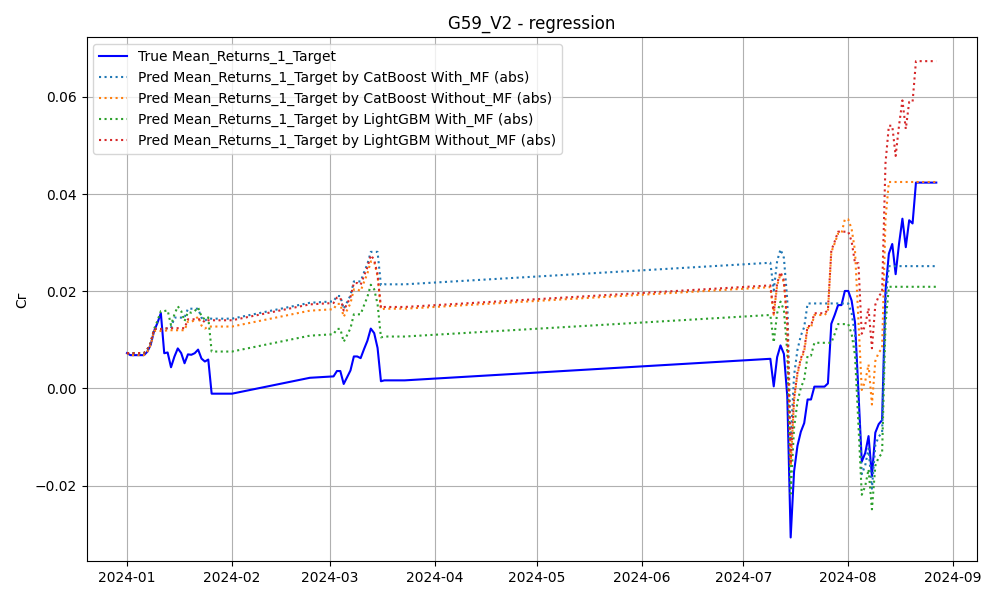 G59_V2 - regression
True Mean_Returns_1_Target
Pred Mean_Returns_1_Target by CatBoost With_MF (abs)
Pred Mean_Returns_1_Target by CatBoost Without_MF (abs)
Pred Mean_Returns_1_Target by LightGBM With_MF (abs)
Pred Mean_Returns_1_Target by LightGBM Without_MF (abs)
Cr
0.06
0.04
0.02
0.00
−0.02
2024-01 2024-02 2024-03 2024-04 2024-05 2024-06 2024-07 2024-08 2024-09